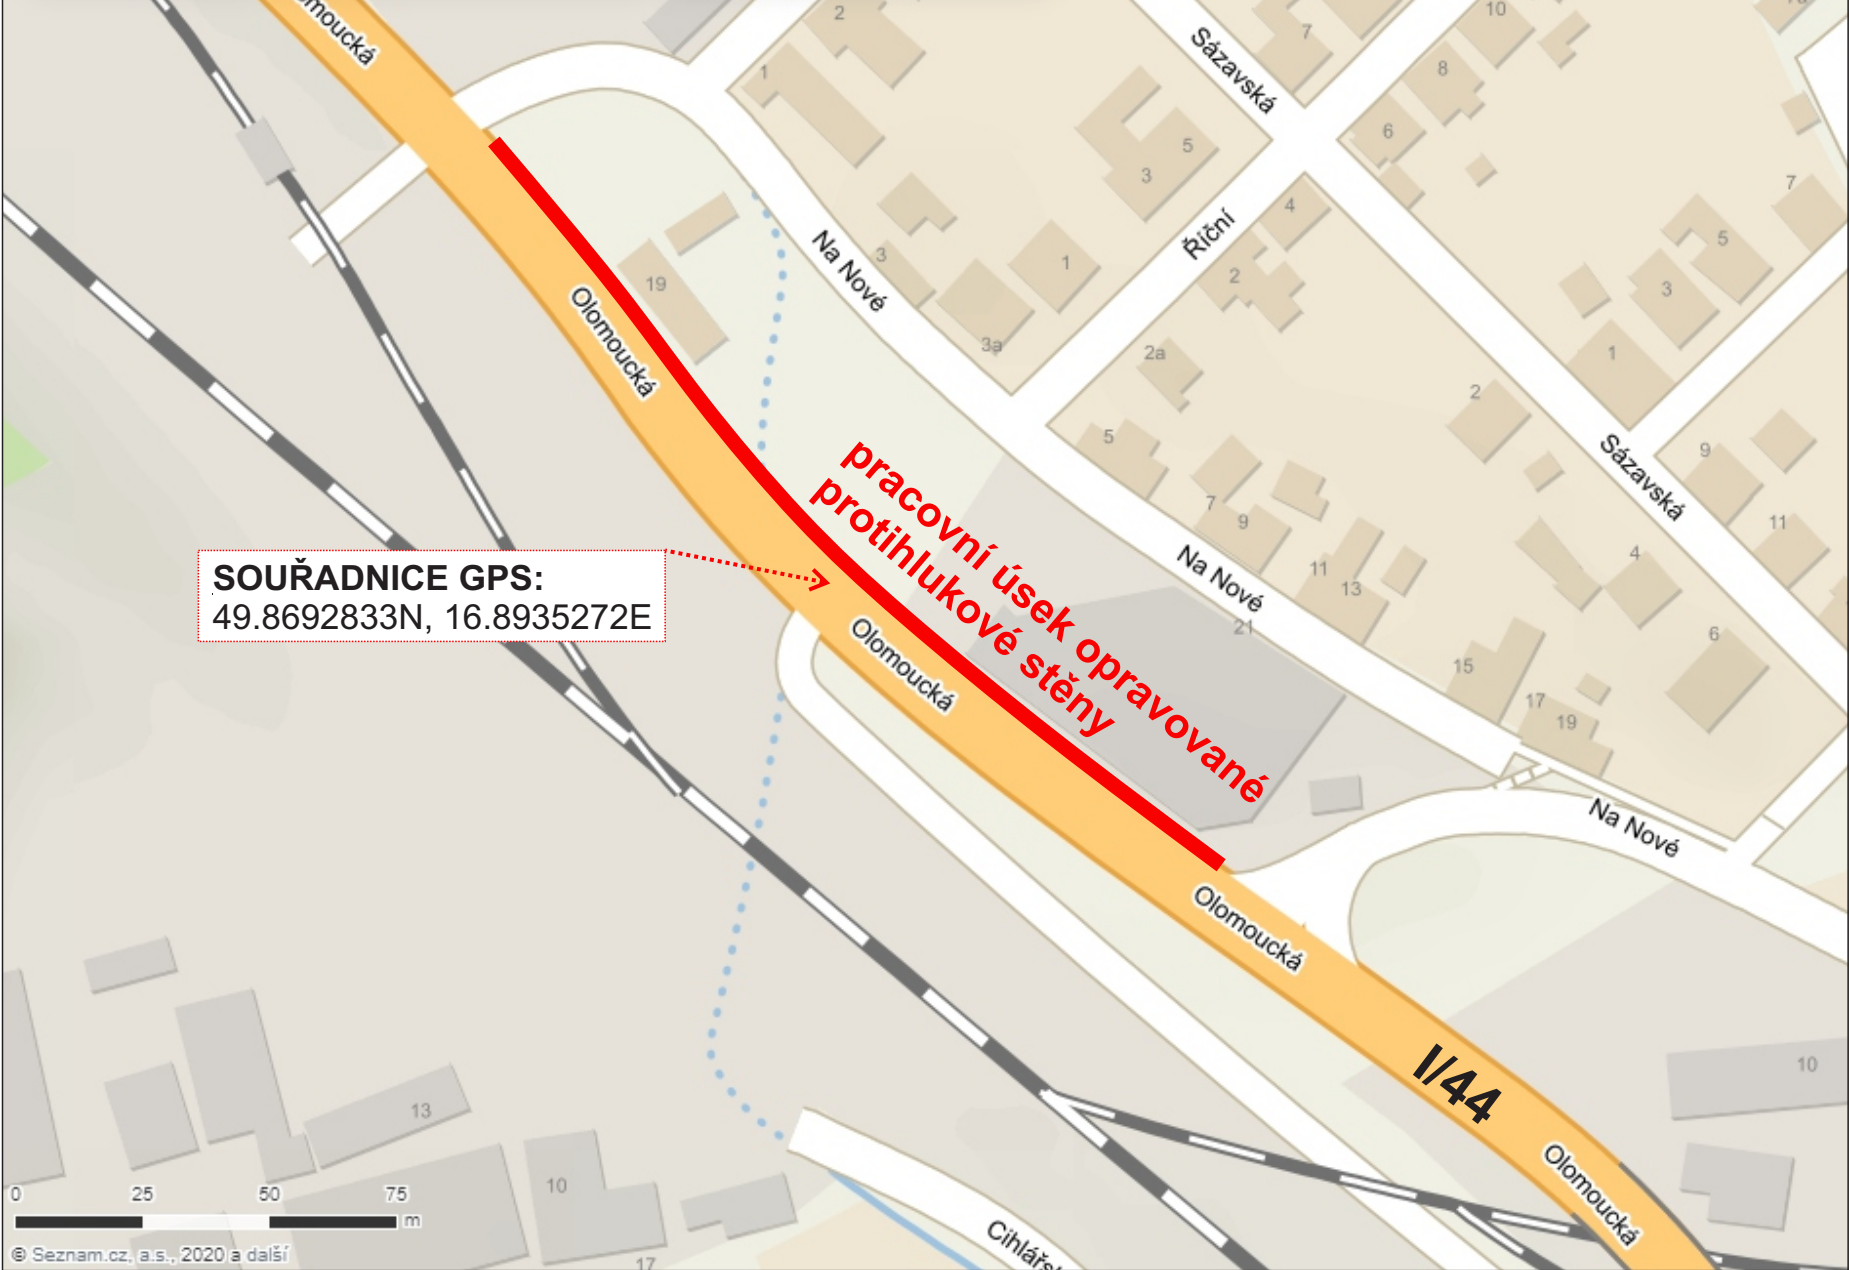 2
7
10
omoucká
Sázavská
1
8
6
5
3
7
4
Říční
5
Na Nové
3
1
2
3
19
Olomoucká
3a
2a
1
2
5
Sázavská
9
pracovní úsek opravované
protihlukové stěny
7
9
11
Na Nové
11
13
4
SOUŘADNICE GPS:
49.8692833N, 16.8935272E
21
6
Olomoucká
15
17
19
Na Nové
Olomoucká
I/44
10
13
Olomoucká
10
0 25 50 75
m
Cihlářs
17
© Seznam.cz, a.s., 2020 a další